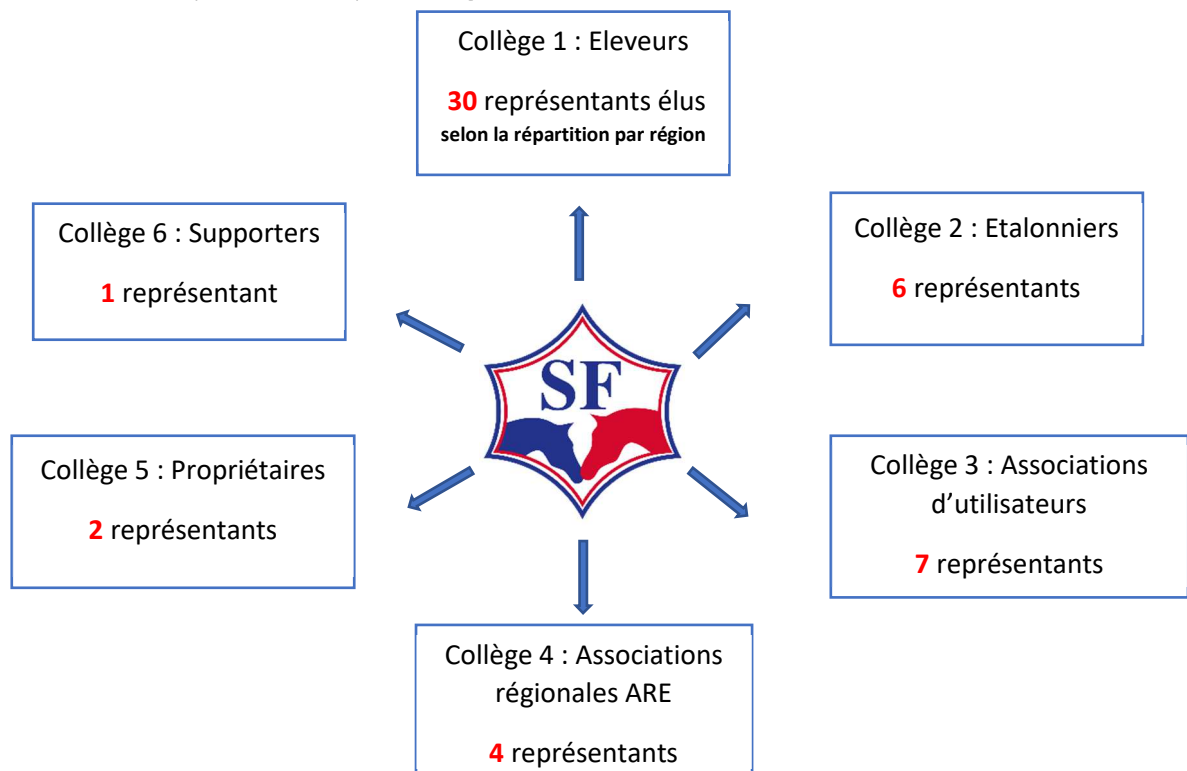 Collège 1 : Eleveurs
30 représentants élus
selon la répartition par région
Collège 6 : Supporters
1 représentant
Collège 2 : Etalonniers
6 représentants
SF
Collège 5 : Propriétaires
2 représentants
Collège 3 : Associations
d’utilisateurs
7 représentants
Collège 4 : Associations
régionales ARE
4 représentants